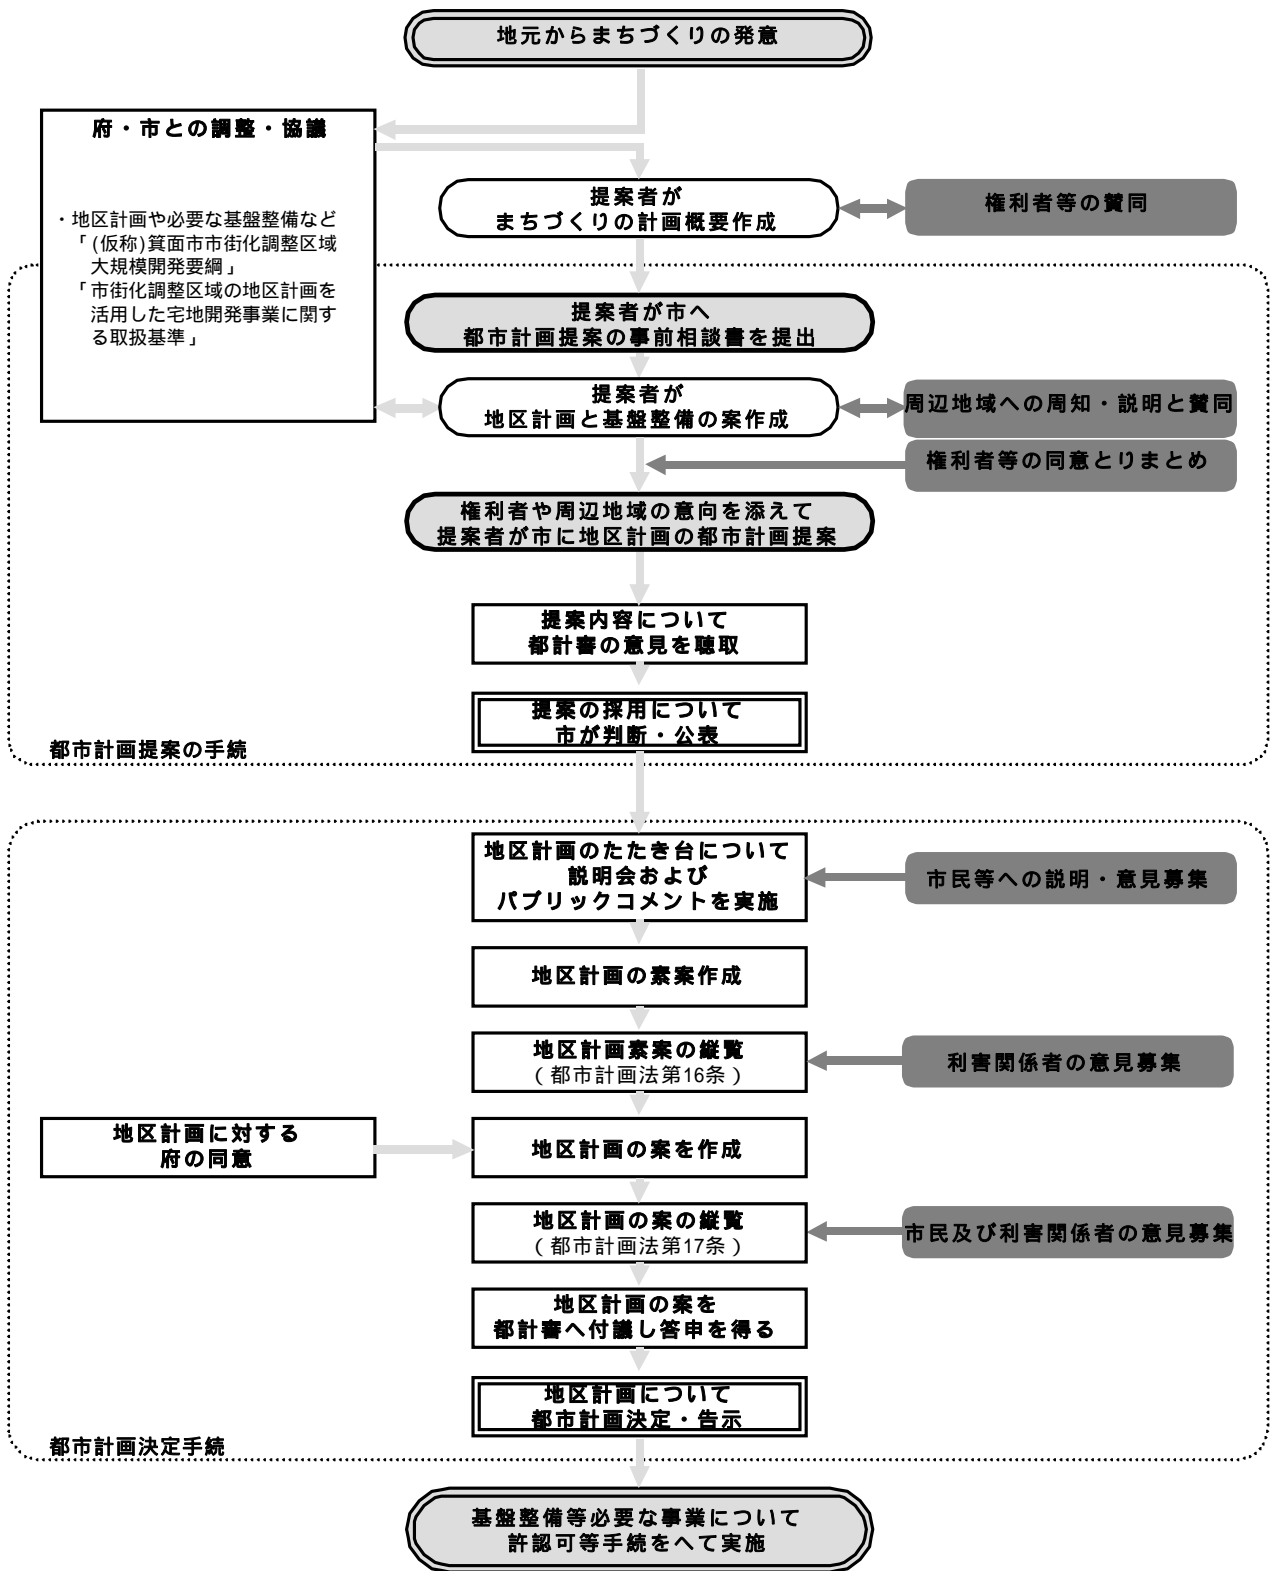 地元からまちづくりの発意
府・市との調整・協議
・地区計画や必要な基盤整備など
「(仮称)箕面市市街化調整区域
大規模開発要綱」
「市街化調整区域の地区計画を
活用した宅地開発事業に関す
る取扱基準」
提案者が
まちづくりの計画概要作成
権利者等の賛同
提案者が市へ
都市計画提案の事前相談書を提出
提案者が
地区計画と基盤整備の案作成
周辺地域への周知・説明と賛同
権利者等の同意とりまとめ
権利者や周辺地域の意向を添えて
提案者が市に地区計画の都市計画提案
提案内容について
都計審の意見を聴取
提案の採用について
市が判断・公表
都市計画提案の手続
地区計画のたたき台について
説明会および
パブリックコメントを実施
市民等への説明・意見募集
地区計画の素案作成
地区計画素案の縦覧
(都市計画法第16条)
利害関係者の意見募集
地区計画に対する
府の同意
地区計画の案を作成
地区計画の案の縦覧
(都市計画法第17条)
市民及び利害関係者の意見募集
地区計画の案を
都計審へ付議し答申を得る
地区計画について
都市計画決定・告示
都市計画決定手続
基盤整備等必要な事業について
許認可等手続をへて実施